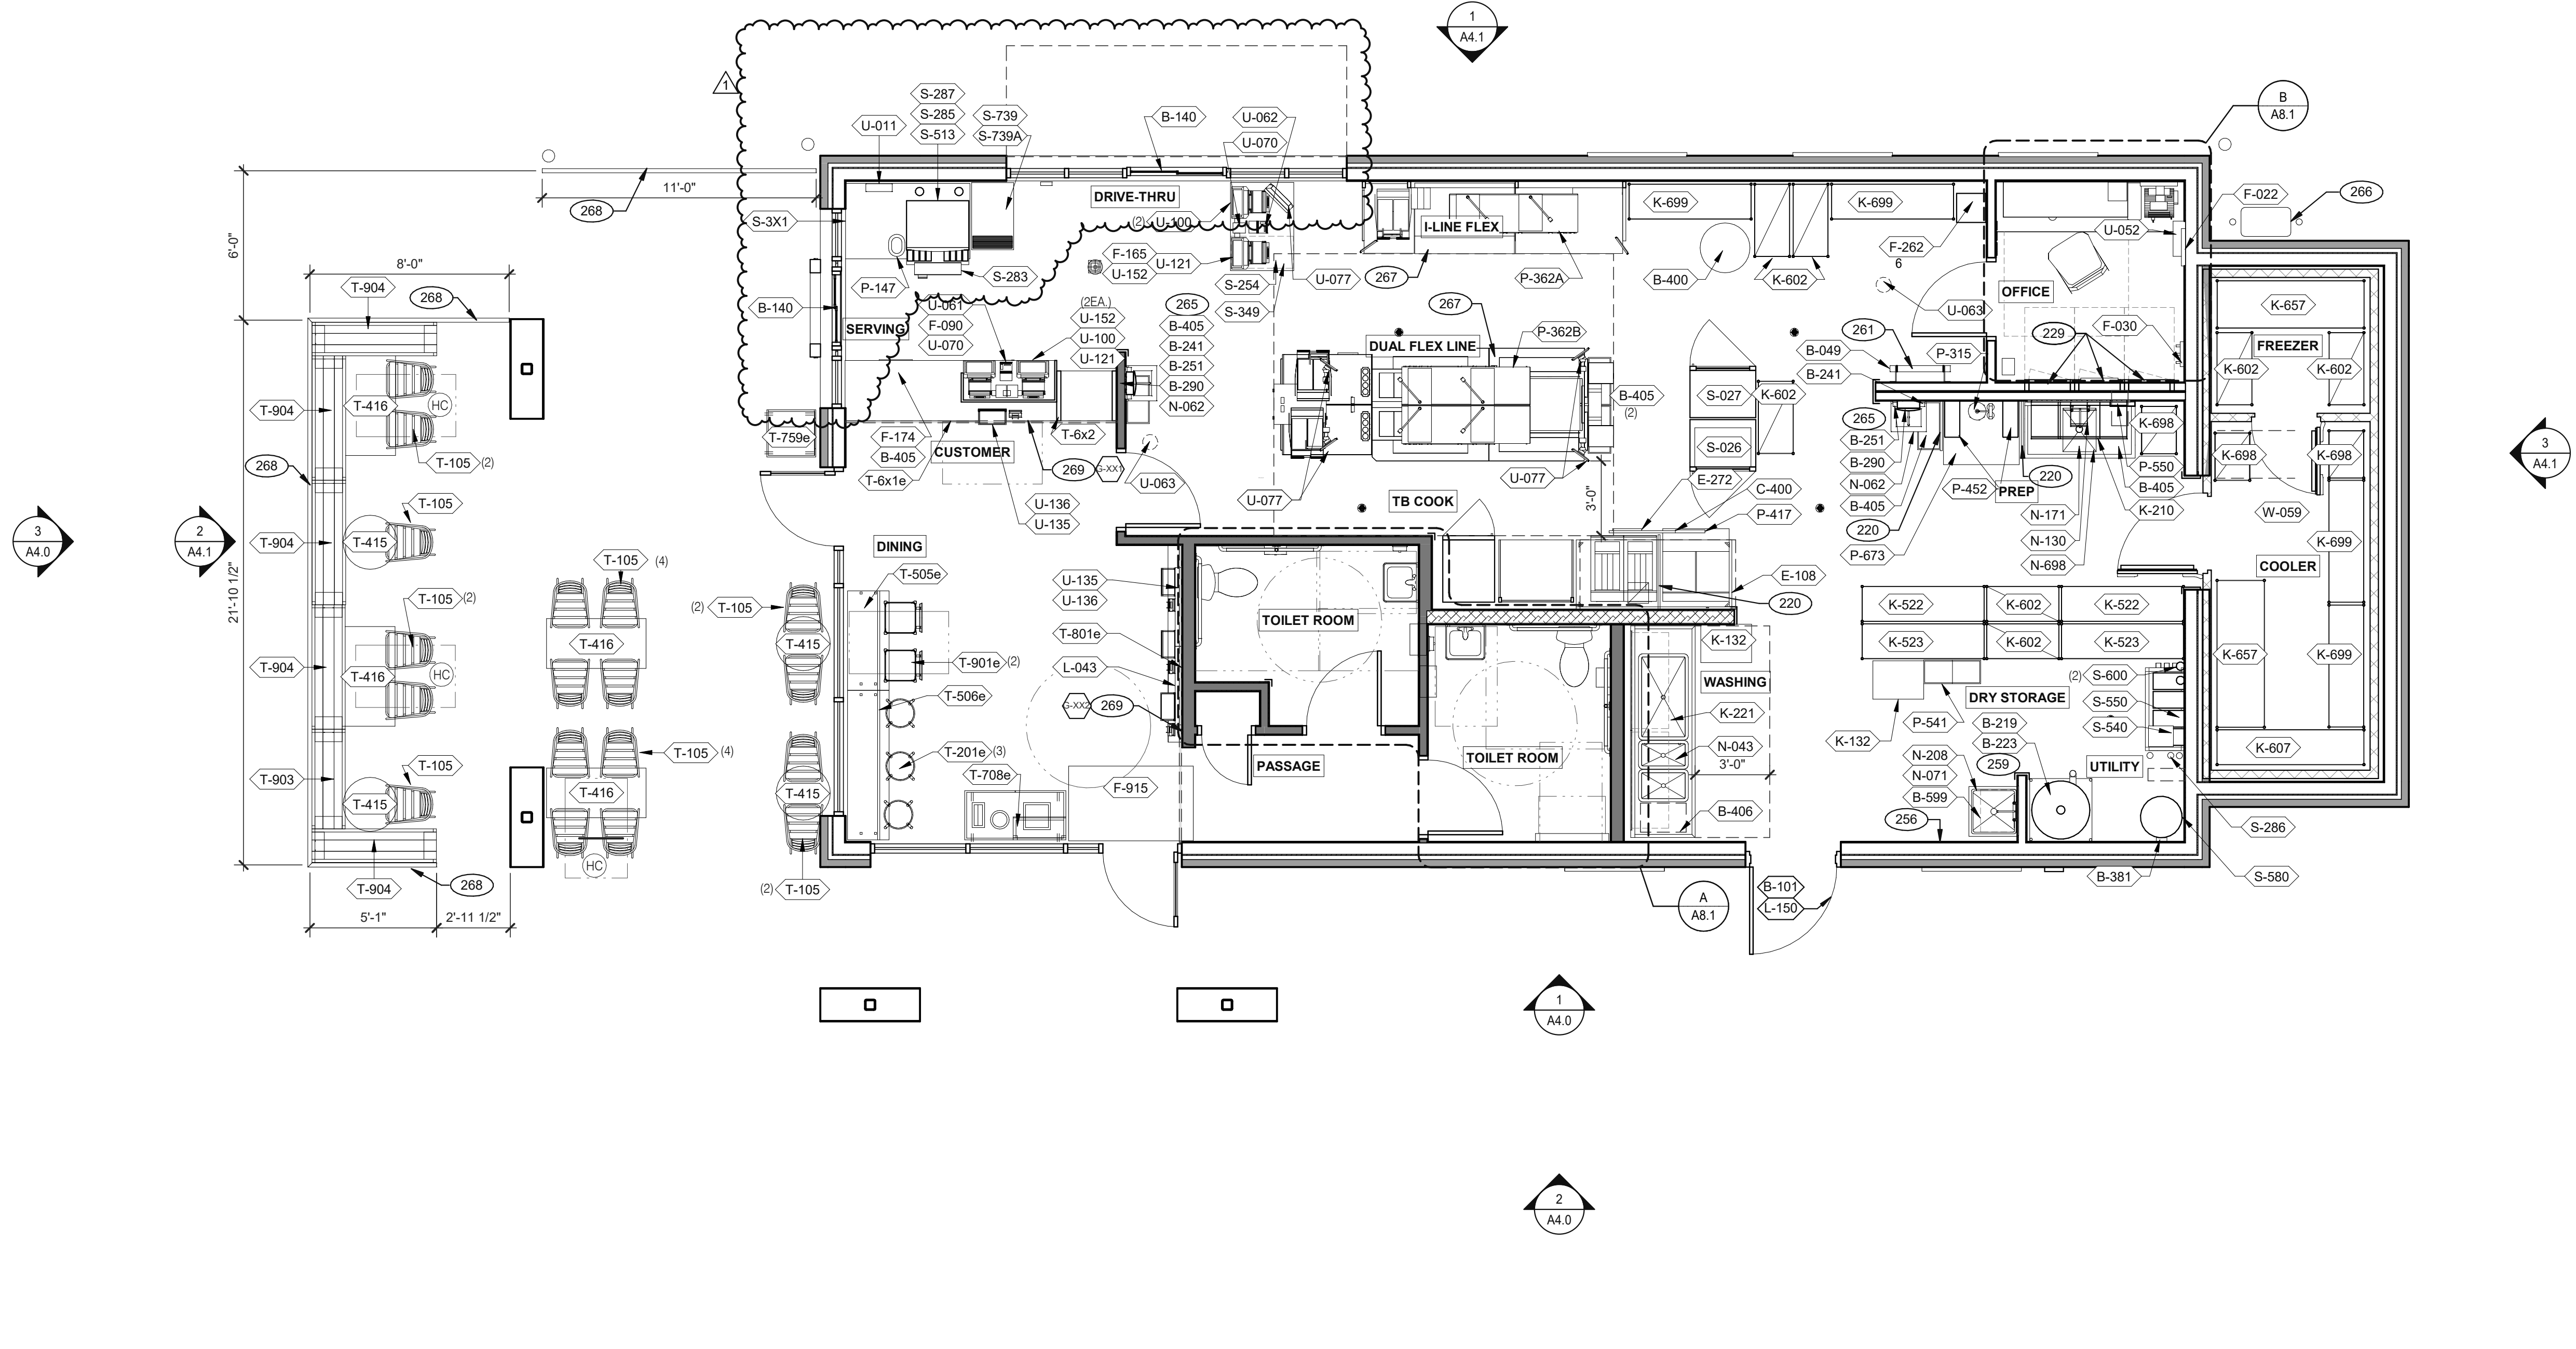 1
A4.1
1
S-287
S-285
S-513
S-739
S-739A
U-011
B-140
U-062
U-070
B
A8.1
11'-0"
268
S-3X1
DRIVE-THRU
(2) U-100
I-LINE FLEX
K-699
K-699
F-022
266
6'-0"
U-052
F-262
6
8'-0"
T-904
268
P-147
S-283
F-165
U-152
U-121
S-254
U-077
267
P-362A
B-400
K-602
OFFICE
U-063
K-657
B-140
SERVING
U-061
F-090
U-070
(2EA.)
U-152
U-100
U-121
265
B-405
B-241
B-251
B-290
N-062
S-349
267
P-362B
DUAL FLEX LINE
261
229
F-030
B-049
P-315
B-241
FREEZER
K-602
K-602
T-904
T-416
HC
B-405
(2)
S-027
K-602
265
K-698
T-759e
F-174
B-405
CUSTOMER
T-6x2
T-105 (2)
268
T-6x1e
269
G-XX1
U-063
U-077
U-077
S-026
B-251
B-290
N-062
B-405
220
P-673
P-452
PREP
220
P-550
B-405
K-210
K-698
K-698
3
A4.1
T-105
U-136
U-135
TB COOK
3'-0"
E-272
C-400
P-417
N-171
N-130
N-698
W-059
3
A4.0
2
A4.1
T-904
T-415
DINING
K-699
21'-10 1/2"
T-105 (4)
T-505e
U-135
U-136
E-108
220
COOLER
T-105 (2)
(2) T-105
TOILET ROOM
K-522
K-602
K-522
T-416
T-415
T-801e
K-132
K-523
K-602
K-523
T-904
T-416
HC
T-901e (2)
L-043
WASHING
K-657
K-699
T-506e
G-XX2
269
K-221
DRY STORAGE
(2) S-600
S-550
S-540
P-541
B-219
B-223
259
K-132
T-105 (4)
T-201e (3)
TOILET ROOM
N-043
3'-0"
K-607
T-105
T-903
T-415
T-416
T-415
T-708e
PASSAGE
F-915
N-208
N-071
B-599
UTILITY
B-406
256
S-286
HC
T-904
268
(2) T-105
B-101
L-150
B-381
S-580
5'-1"
2'-11 1/2"
A
A8.1
1
A4.0
2
A4.0